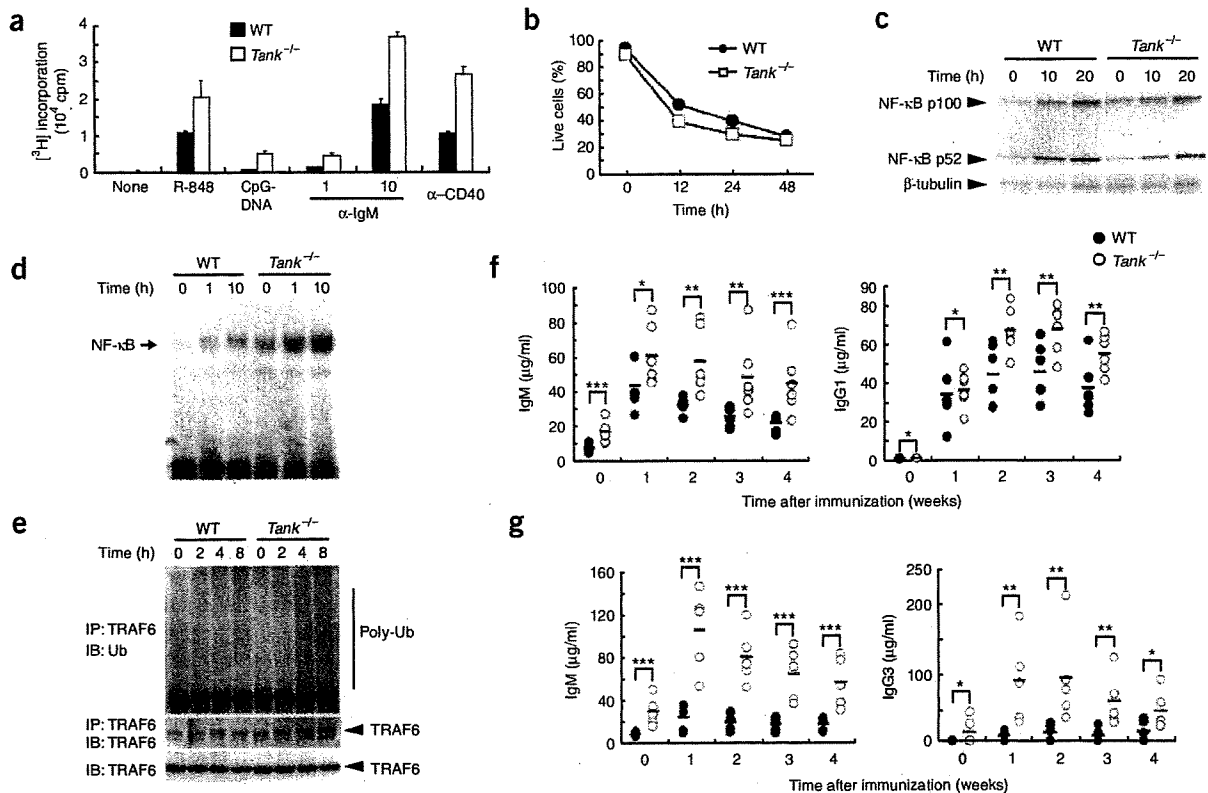 a
[³H] incorporation
(10⁴ cpm)
4
3
2
1
0
WT
Tank⁻/⁻
None
R-848
CpG-
DNA
1
10
α-IgM
α–CD40
b
Live cells (%)
100
80
60
40
20
WT
Tank⁻/⁻
0
12
24
48
Time (h)
c
WT
Tank⁻/⁻
Time (h) 0 10 20 0 10 20
NF-κB p100
NF-κB p52
β-tubulin
d
WT
Tank⁻/⁻
Time (h) 0 1 10 0 1 10
NF-κB
e
WT
Tank⁻/⁻
Time (h) 0 2 4 8 0 2 4 8
IP: TRAF6
IB: Ub
Poly-Ub
IP: TRAF6
IB: TRAF6
TRAF6
IB: TRAF6
TRAF6
f
WT
Tank⁻/⁻
IgM (μg/ml)
100
80
60
40
20
0
***
*
**
**
***
0 1 2 3 4
IgG1 (μg/ml)
90
60
30
0
*
*
**
**
**
0 1 2 3 4
Time after immunization (weeks)
g
IgM (μg/ml)
160
120
80
40
0
***
***
***
***
***
0 1 2 3 4
IgG3 (μg/ml)
250
200
100
0
*
**
**
**
*
0 1 2 3 4
Time after immunization (weeks)